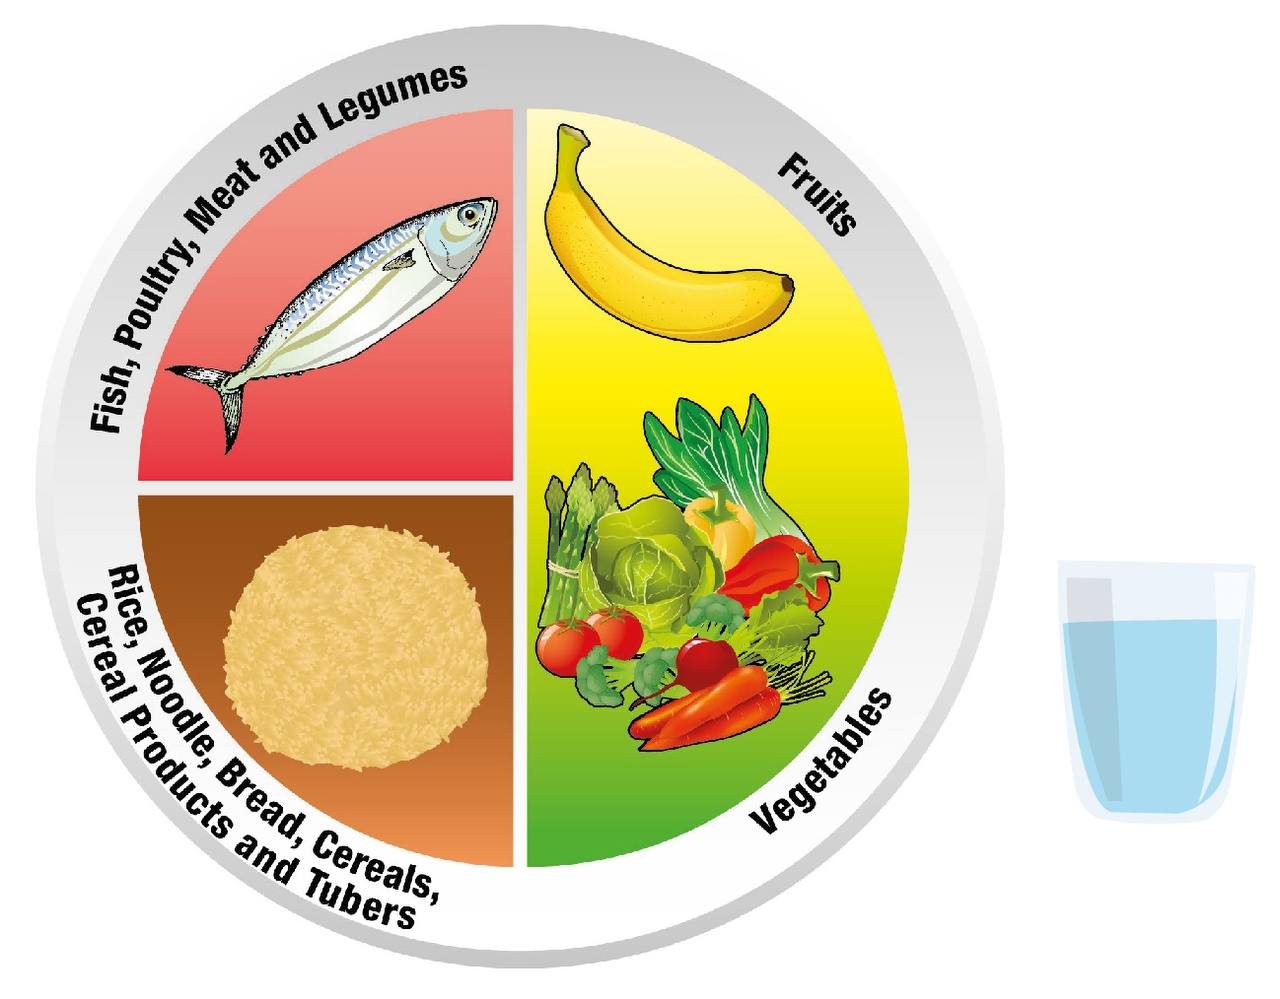 Fish, Poultry, Meat and Legumes
Fruits
Rice, Noodle, Bread, Cereals,
Cereal Products and Tubers
Vegetables